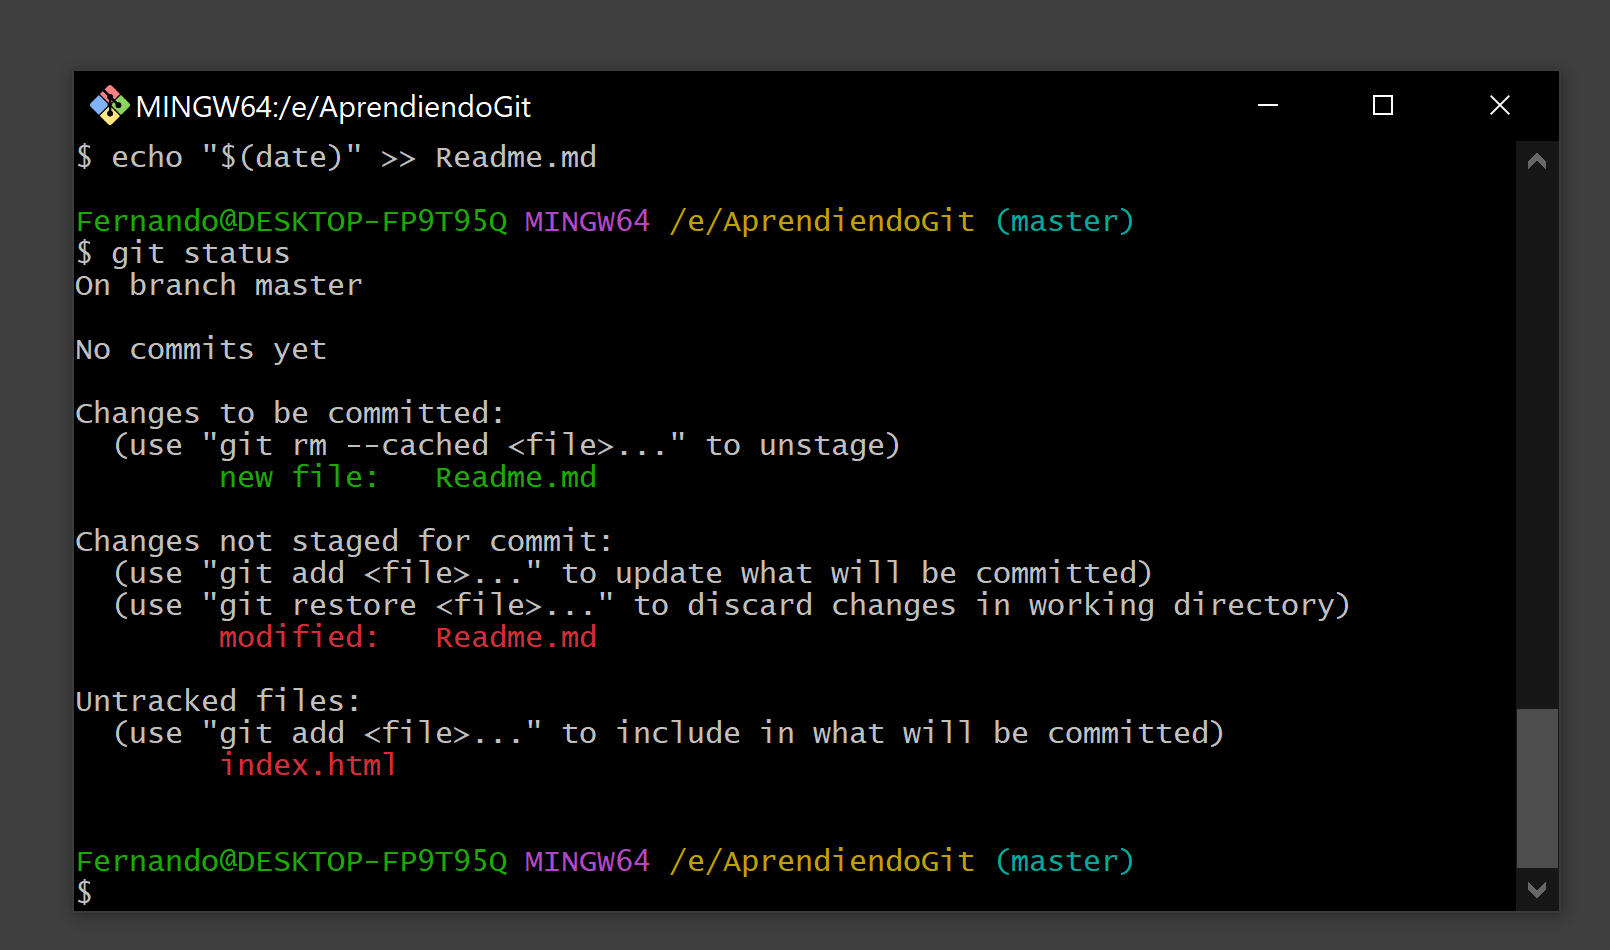 MINGW64:/e/AprendiendoGit
$ echo "$(date)" >> Readme.md
Fernando@DESKTOP-FP9T95Q MINGW64 /e/AprendiendoGit (master)
$ git status
On branch master
No commits yet
Changes to be committed:
  (use "git rm --cached <file>..." to unstage)
        new file:   Readme.md
Changes not staged for commit:
  (use "git add <file>..." to update what will be committed)
  (use "git restore <file>..." to discard changes in working directory)
        modified:   Readme.md
Untracked files:
  (use "git add <file>..." to include in what will be committed)
        index.html
Fernando@DESKTOP-FP9T95Q MINGW64 /e/AprendiendoGit (master)
$